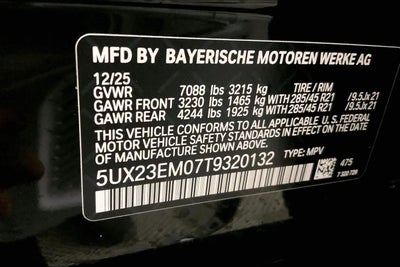 MFD BY BAYERISCHE MOTOREN WERKE AG
12/25
GVWR 7088 lbs 3215 kg TIRE / RIM
GAWR FRONT 3230 lbs 1465 kg WITH 285/45 R21 /9.5Jx21
GAWR REAR 4244 lbs 1925 kg WITH 285/45 R21 /9.5Jx21
THIS VEHICLE CONFORMS TO ALL APPLICABLE U.S. FEDERAL
MOTOR VEHICLE SAFETY STANDARDS IN EFFECT ON THE DATE
OF MANUFACTURE SHOWN ABOVE.
5UX23EM07T9320132 TYPE: MPV 475
7 320 726